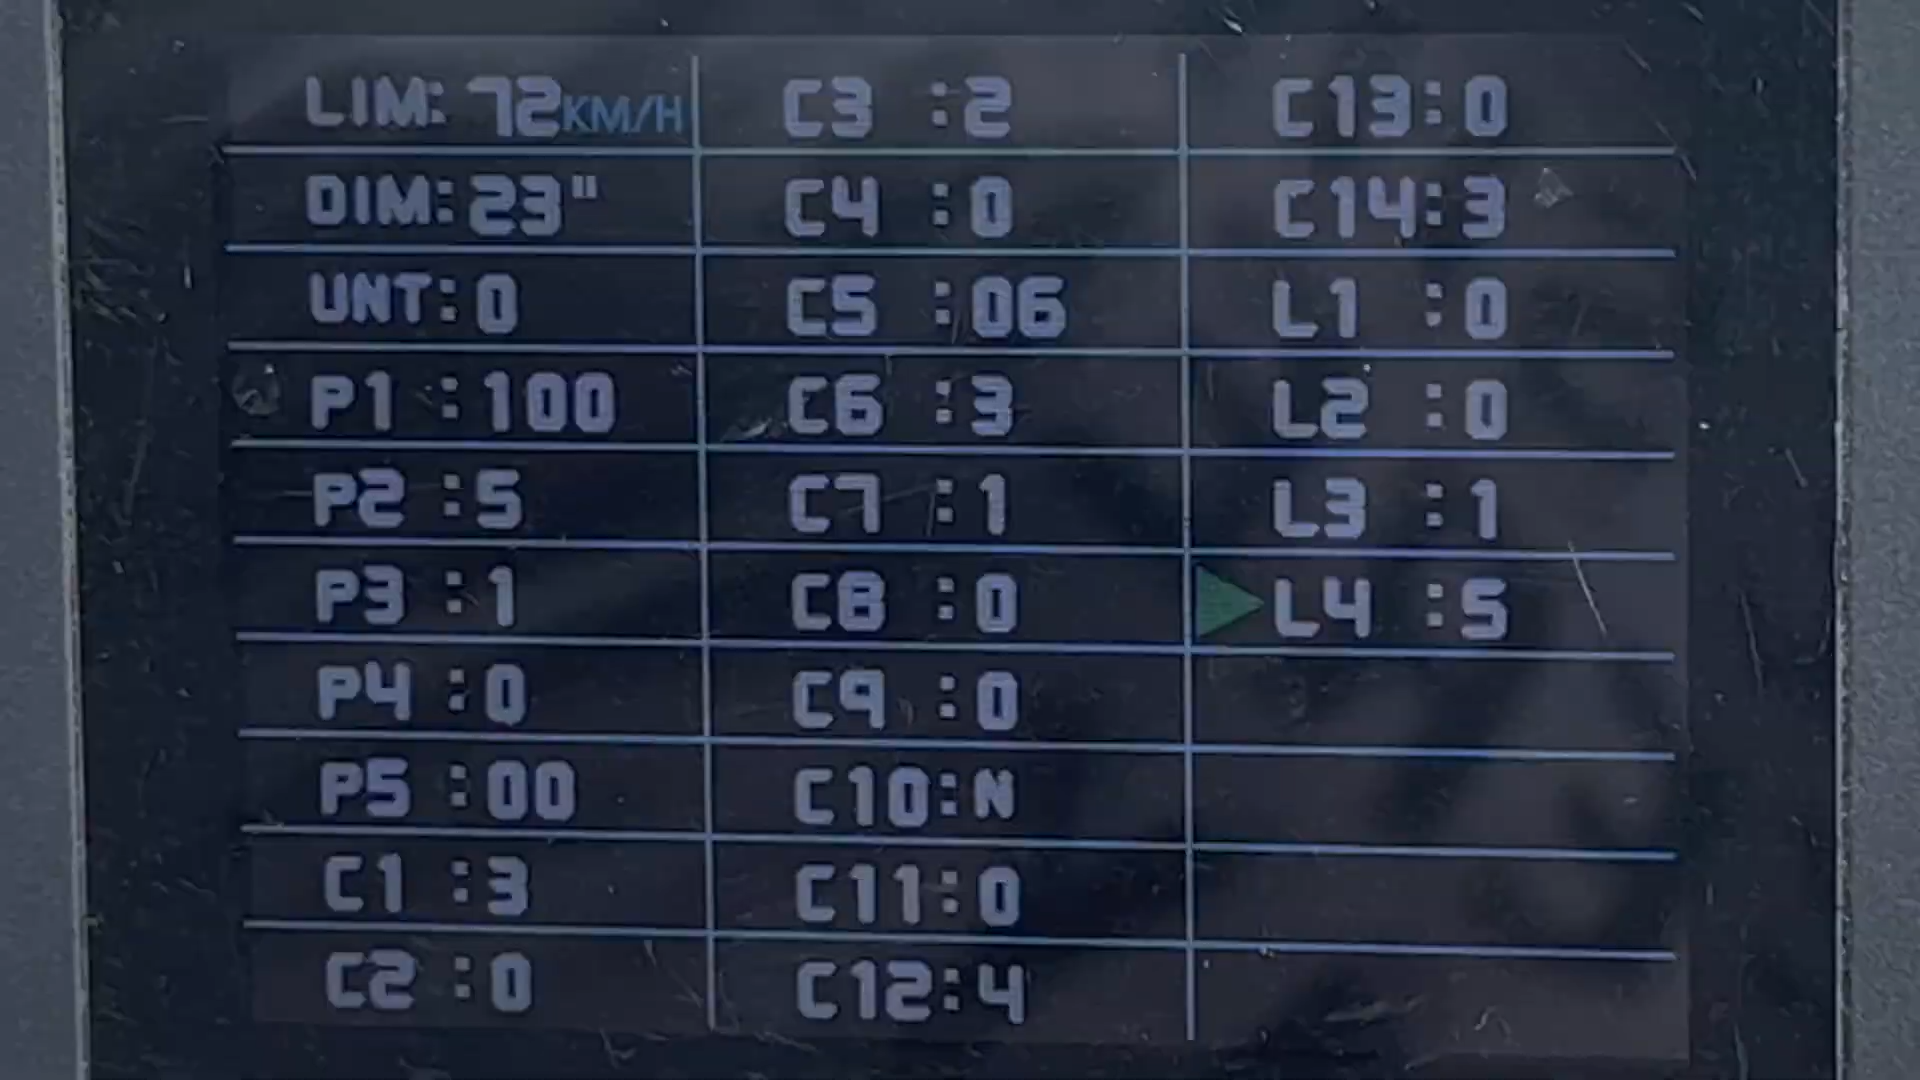 LIM: 72KM/H
DIM: 23"
UNT: 0
P1 : 100
P2 : 5
P3 : 1
P4 : 0
P5 : 00
C1 : 3
C2 : 0
C3 : 2
C4 : 0
C5 : 06
C6 : 3
C7 : 1
C8 : 0
C9 : 0
C10: N
C11: 0
C12: 4
C13: 0
C14: 3
L1 : 0
L2 : 0
L3 : 1
L4 : 5